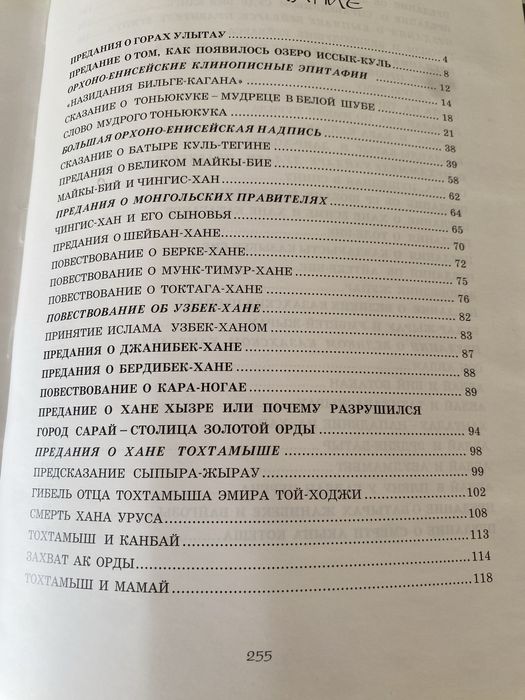 ПРЕДАНИЯ О ГОРАХ УЛЫТАУ 4
ПРЕДАНИЕ О ТОМ, КАК ПОЯВИЛОСЬ ОЗЕРО ИССЫК-КУЛЬ 8
ОРХОНО-ЕНИСЕЙСКИЕ КЛИНОПИСНЫЕ ЭПИТАФИИ 12
«НАЗИДАНИЯ БИЛЬГЕ-КАГАНА» 14
СКАЗАНИЕ О ТОНЬЮКУКЕ – МУДРЕЦЕ В БЕЛОЙ ШУБЕ 18
СЛОВО МУДРОГО ТОНЬЮКУКА 21
БОЛЬШАЯ ОРХОНО-ЕНИСЕЙСКАЯ НАДПИСЬ 38
СКАЗАНИЕ О БАТЫРЕ КУЛЬ-ТЕГИНЕ 39
ПРЕДАНИЯ О ВЕЛИКОМ МАЙКЫ-БИЕ 58
МАЙКЫ-БИЙ И ЧИНГИС-ХАН 62
ПРЕДАНИЯ О МОНГОЛЬСКИХ ПРАВИТЕЛЯХ 64
ЧИНГИС-ХАН И ЕГО СЫНОВЬЯ 65
ПРЕДАНИЯ О ШЕЙБАН-ХАНЕ 70
ПОВЕСТВОВАНИЕ О БЕРКЕ-ХАНЕ 72
ПОВЕСТВОВАНИЕ О МУНК-ТИМУР-ХАНЕ 75
ПОВЕСТВОВАНИЕ О ТОКТАГА-ХАНЕ 76
ПОВЕСТВОВАНИЕ ОБ УЗБЕК-ХАНЕ 82
ПРИНЯТИЕ ИСЛАМА УЗБЕК-ХАНОМ 83
ПРЕДАНИЯ О ДЖАНИБЕК-ХАНЕ 87
ПРЕДАНИЯ О БЕРДИБЕК-ХАНЕ 88
ПОВЕСТВОВАНИЕ О КАРА-НОГАЕ 89
ПРЕДАНИЕ О ХАНЕ ХЫЗРЕ ИЛИ ПОЧЕМУ РАЗРУШИЛСЯ
ГОРОД САРАЙ – СТОЛИЦА ЗОЛОТОЙ ОРДЫ 94
ПРЕДАНИЯ О ХАНЕ ТОХТАМЫШЕ 98
ПРЕДСКАЗАНИЕ СЫПЫРА-ЖЫРАУ 99
ГИБЕЛЬ ОТЦА ТОХТАМЫША ЭМИРА ТОЙ-ХОДЖИ 102
СМЕРТЬ ХАНА УРУСА 108
ТОХТАМЫШ И КАНБАЙ 113
ЗАХВАТ АК ОРДЫ 114
ТОХТАМЫШ И МАМАЙ 118
255